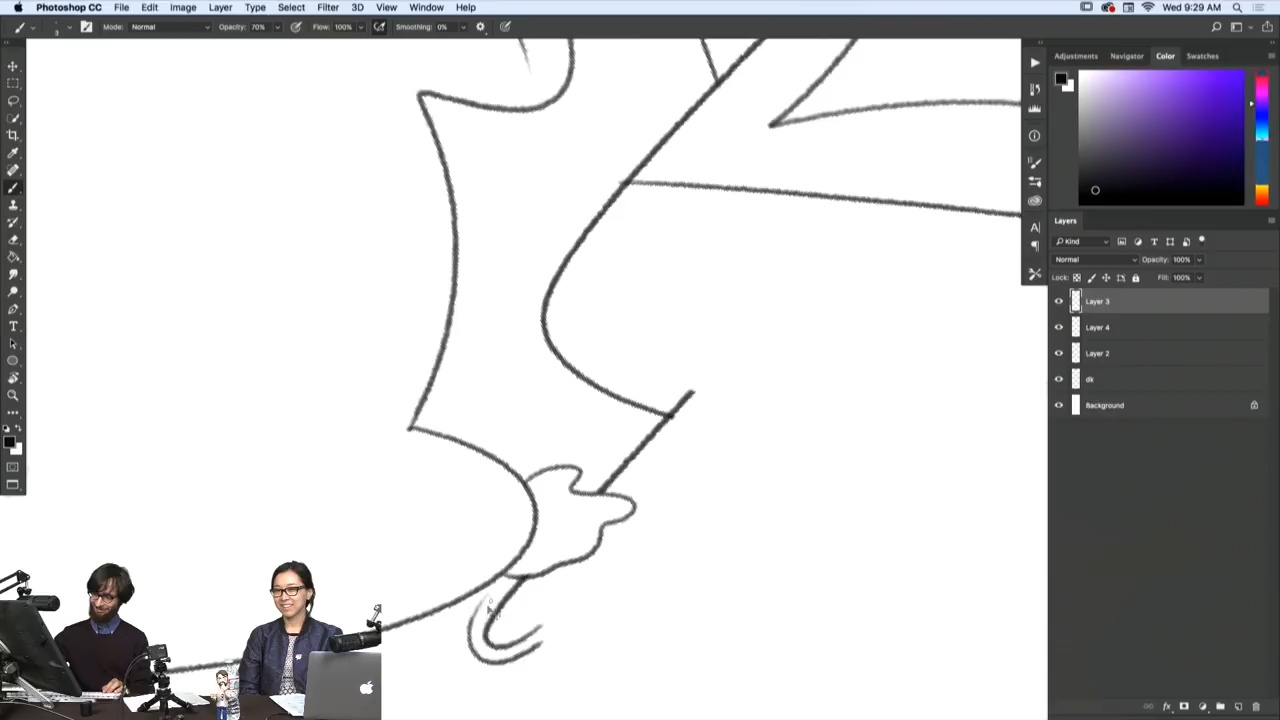 Photoshop CC File Edit Image Layer Type Select Filter 3D View Window Help Wed 9:29 AM
3 Mode: Normal Opacity: 70% Flow: 100% Smoothing: 0%
Adjustments Navigator Color Swatches
Layers
Kind
Normal Opacity: 100%
Lock: Fill: 100%
Layer 3
Layer 4
Layer 2
dk
Background